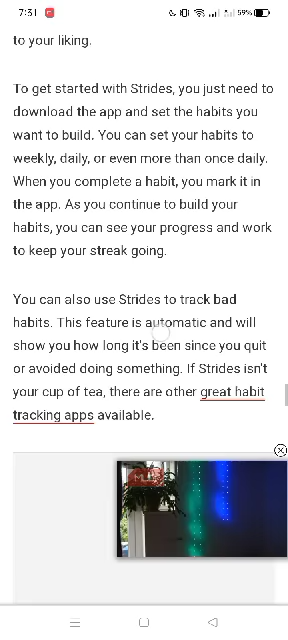 7:31
59%
to your liking.
To get started with Strides, you just need to
download the app and set the habits you
want to build. You can set your habits to
weekly, daily, or even more than once daily.
When you complete a habit, you mark it in
the app. As you continue to build your
habits, you can see your progress and work
to keep your streak going.
You can also use Strides to track bad
habits. This feature is automatic and will
show you how long it's been since you quit
or avoided doing something. If Strides isn't
your cup of tea, there are other great habit
tracking apps available.